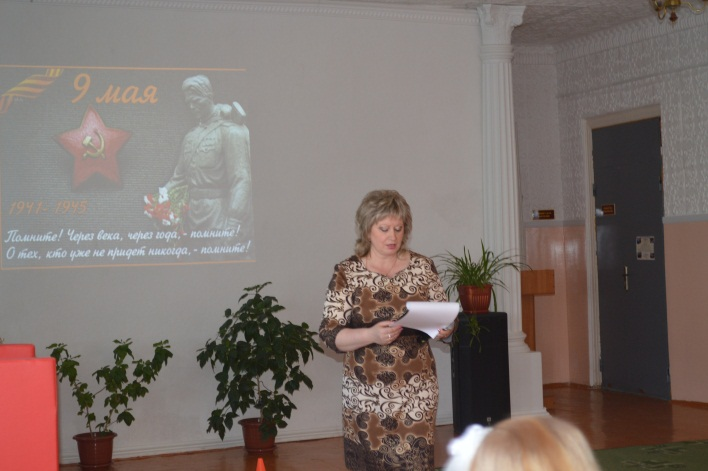 9 мая
1941-1945
Помните! Через века, через года, - помните!
О тех, кто уже не придет никогда, - помните!